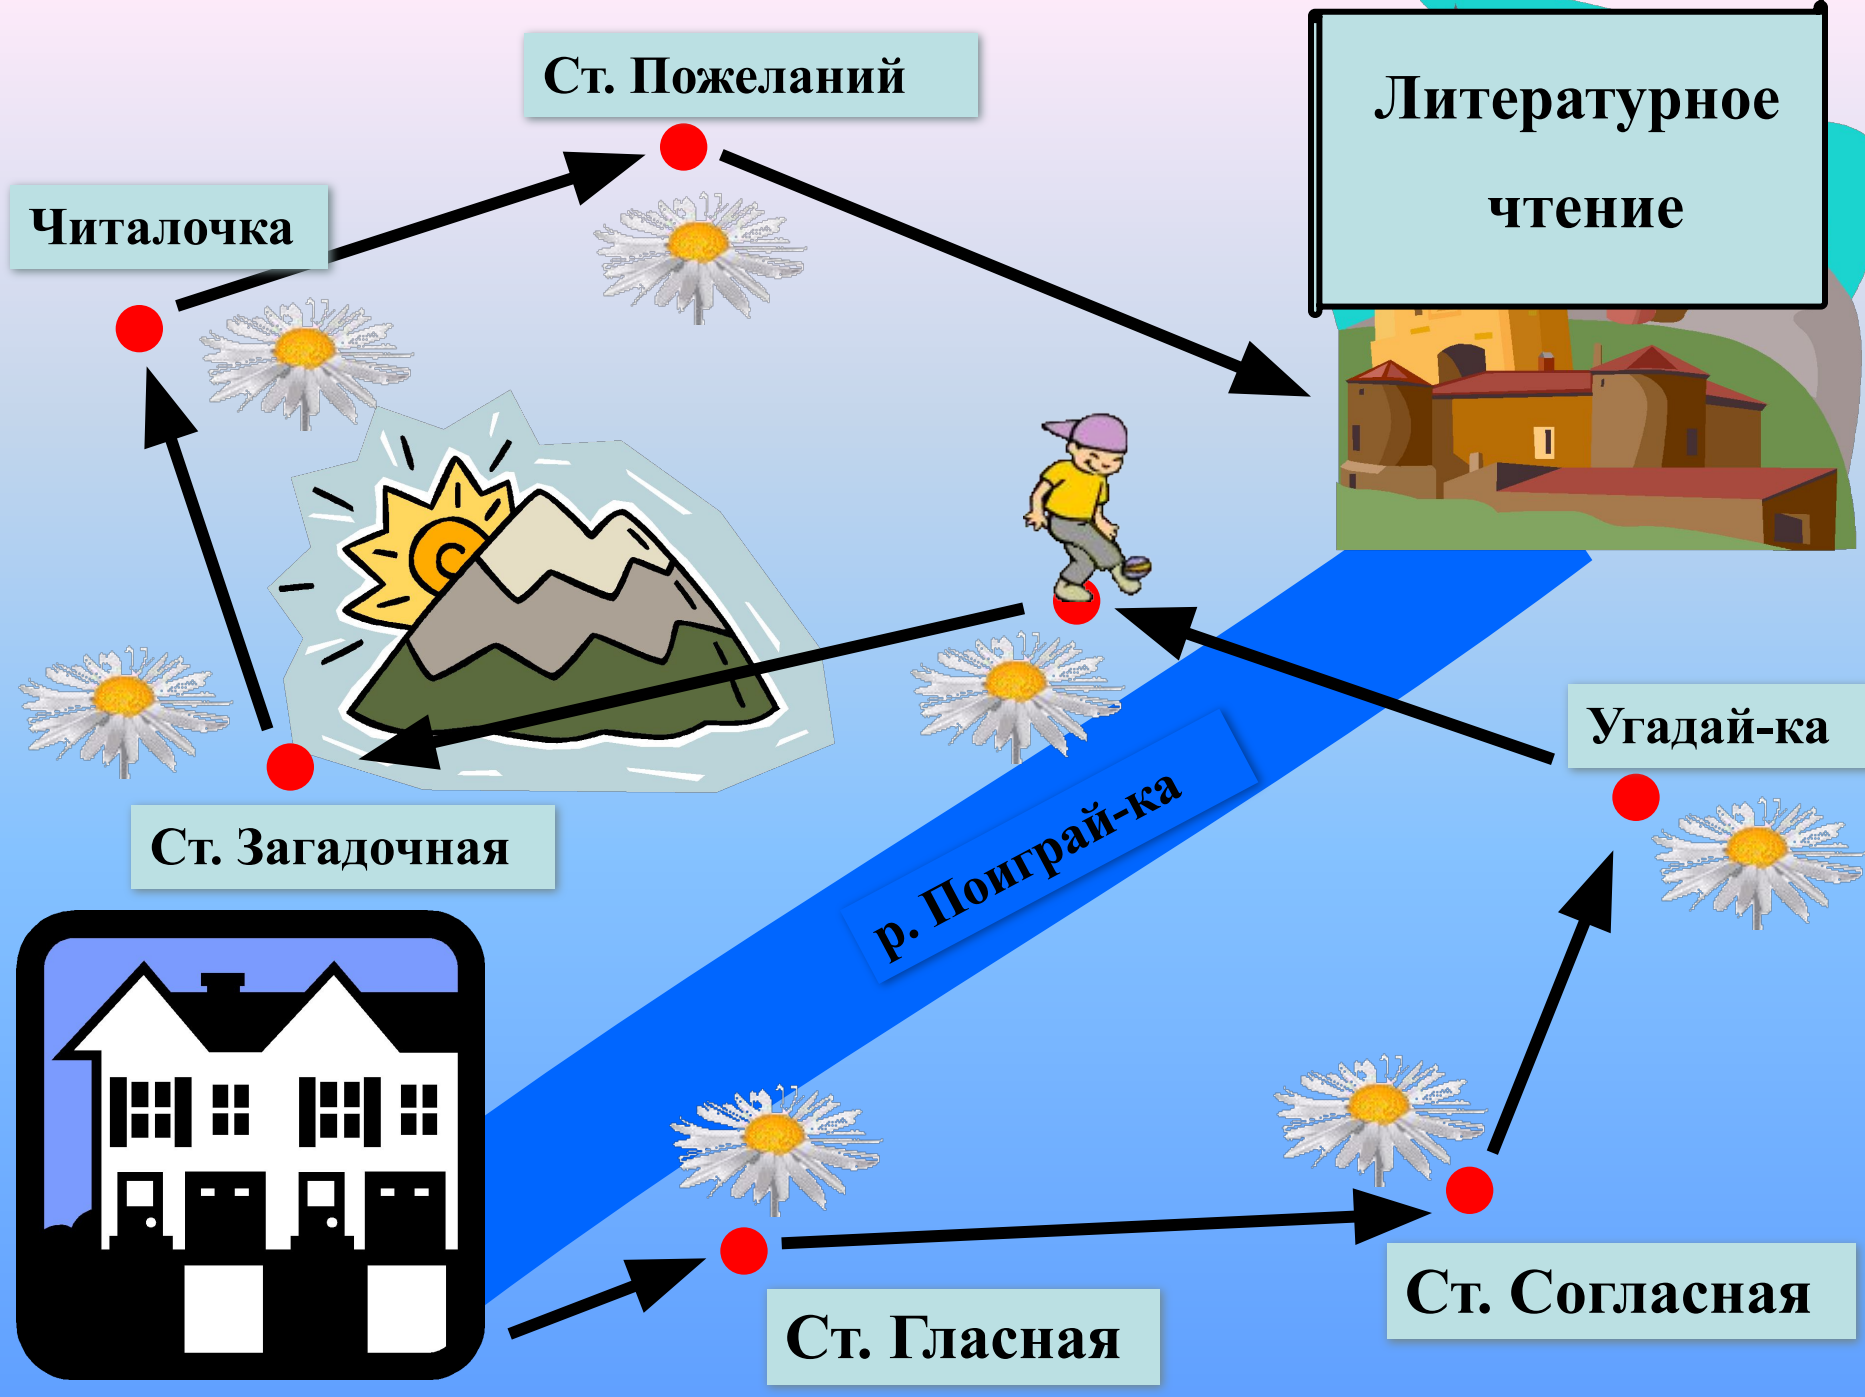 Ст. Пожеланий
Литературное
чтение
Читалочка
Угадай-ка
р. Поиграй-ка
Ст. Загадочная
Ст. Согласная
Ст. Гласная